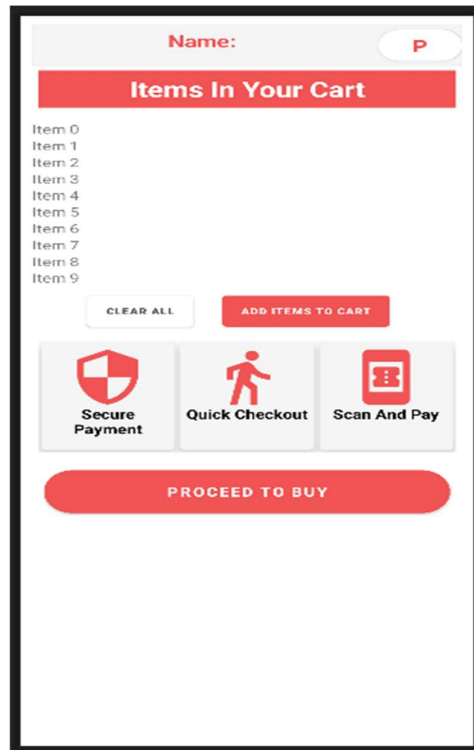 Name:
P
Items In Your Cart
Item 0
Item 1
Item 2
Item 3
Item 4
Item 5
Item 6
Item 7
Item 8
Item 9
CLEAR ALL
ADD ITEMS TO CART
Secure
Payment
Quick Checkout
Scan And Pay
PROCEED TO BUY